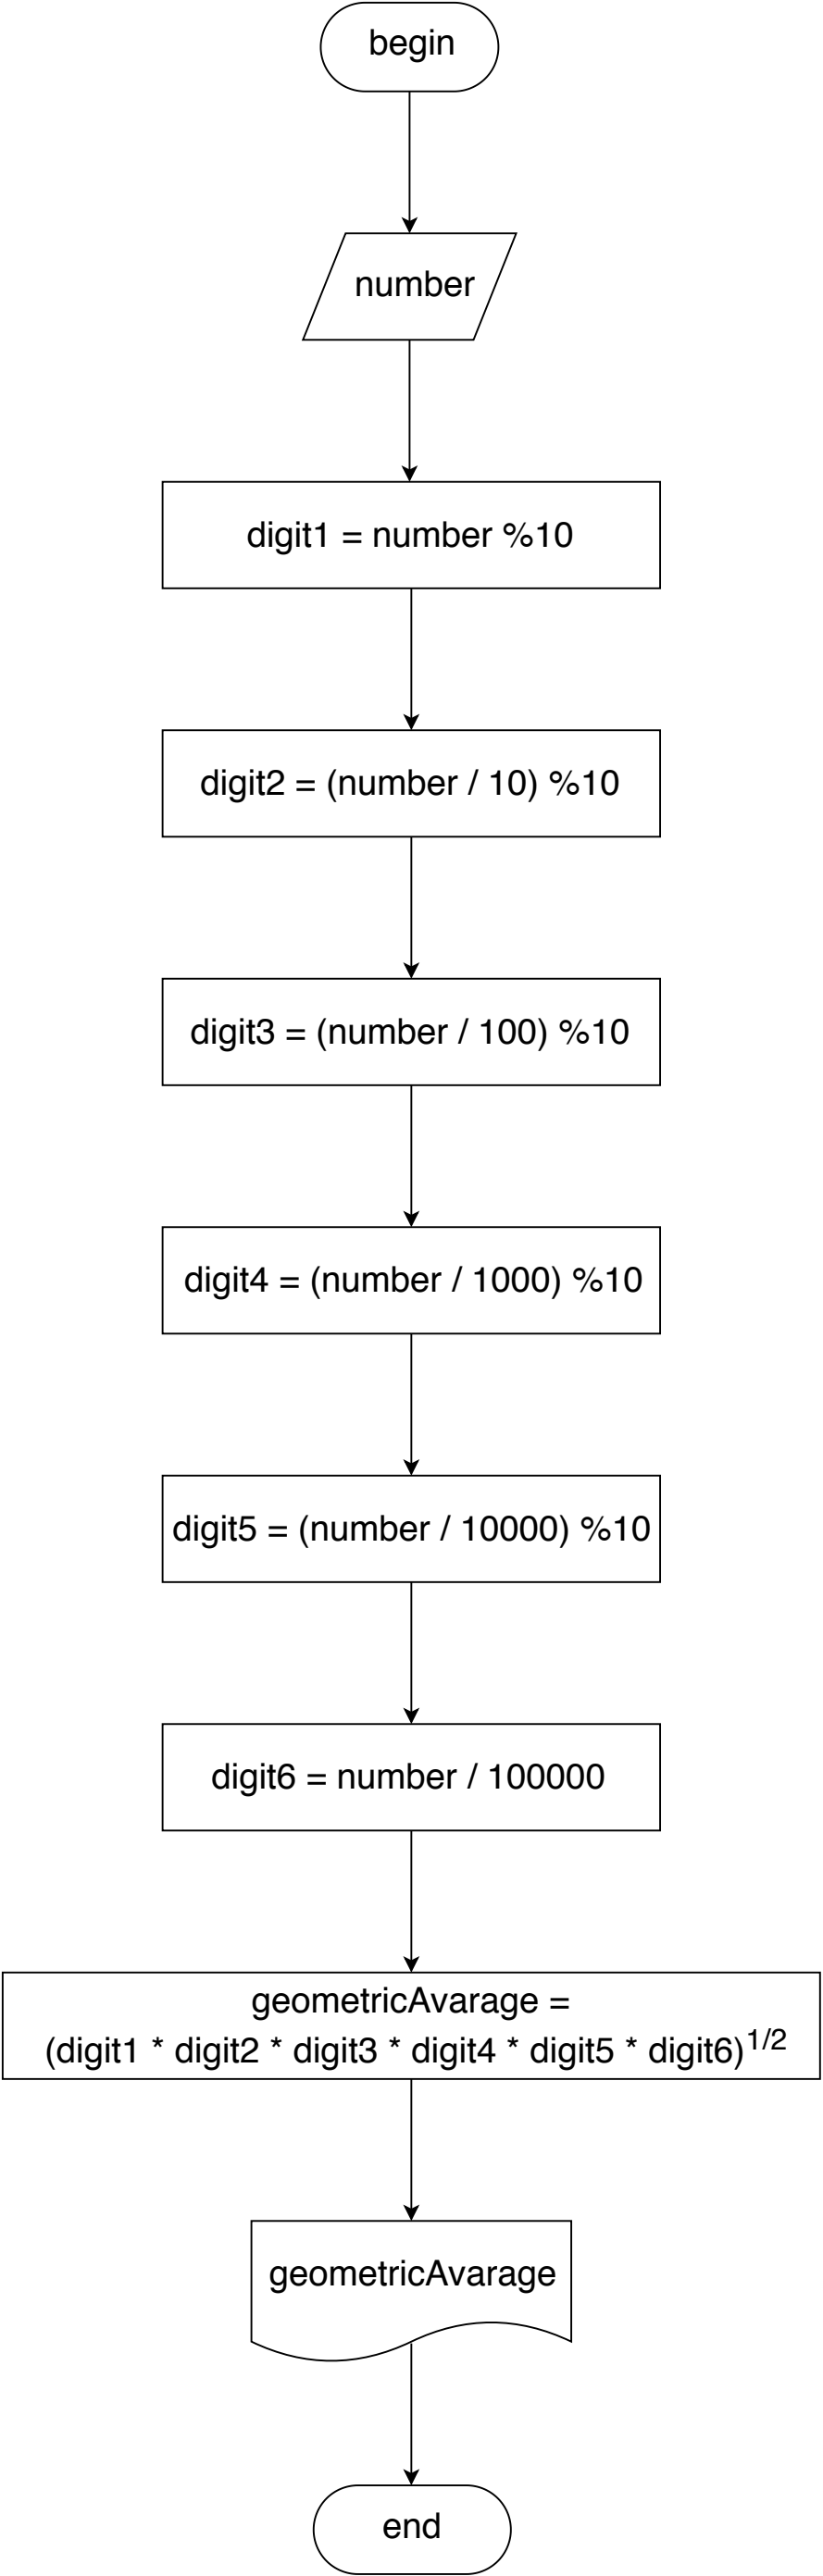 begin
number
digit1 = number %10
digit2 = (number / 10) %10
digit3 = (number / 100) %10
digit4 = (number / 1000) %10
digit5 = (number / 10000) %10
digit6 = number / 100000
geometricAvarage =
(digit1 * digit2 * digit3 * digit4 * digit5 * digit6)^1/2
geometricAvarage
end